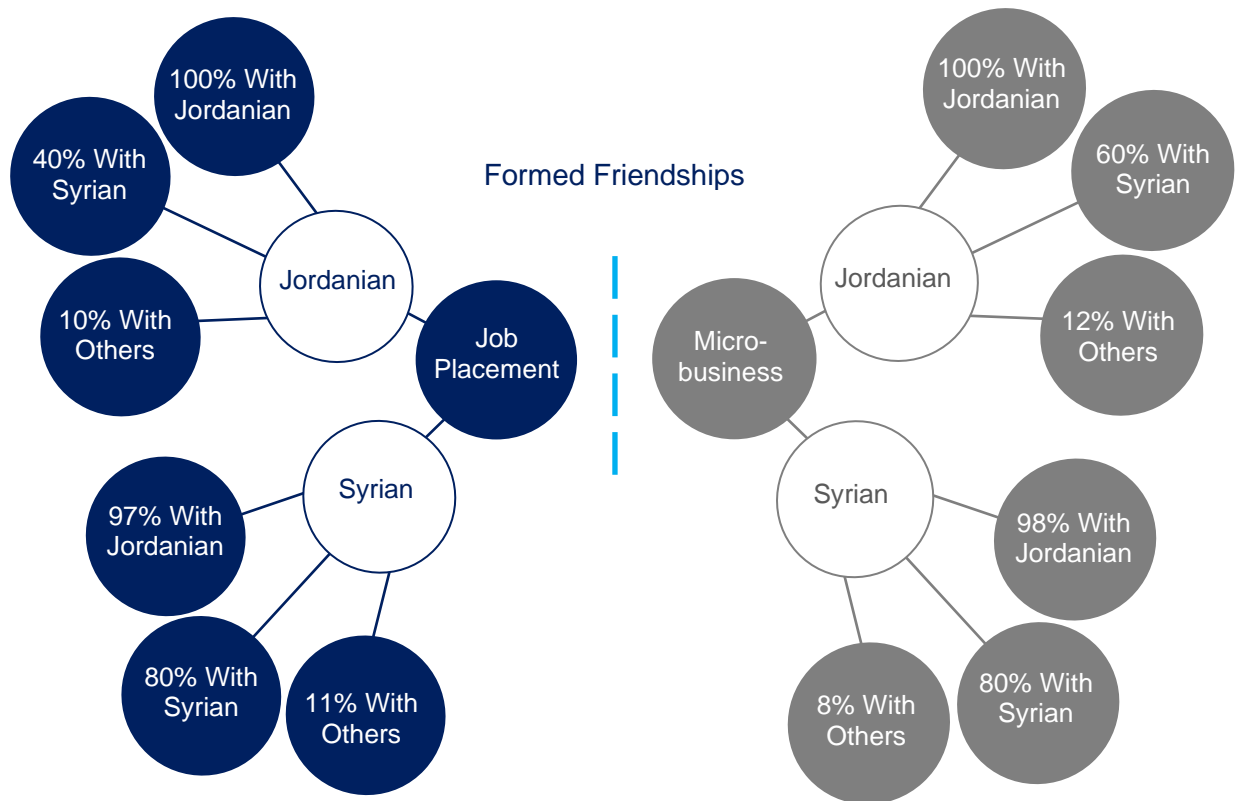 Formed Friendships
100% With
Jordanian
40% With
Syrian
10% With
Others
Jordanian
Job
Placement
Syrian
97% With
Jordanian
80% With
Syrian
11% With
Others
100% With
Jordanian
60% With
Syrian
12% With
Others
Jordanian
Micro-
business
Syrian
98% With
Jordanian
80% With
Syrian
8% With
Others